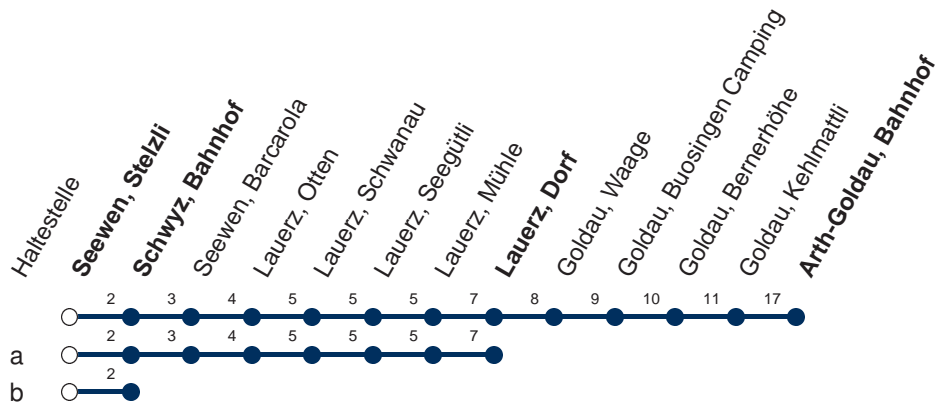 Haltestelle
Seewen, Stelzli
Schwyz, Bahnhof
Seewen, Barcarola
Lauerz, Otten
Lauerz, Schwanau
Lauerz, Seegütli
Lauerz, Mühle
Lauerz, Dorf
Goldau, Waage
Goldau, Buosingen Camping
Goldau, Bernerhöhe
Goldau, Kehlmattli
Arth-Goldau, Bahnhof
2 3 4 5 5 5 7 8 9 10 11 17
a 2 3 4 5 5 5 7
b 2